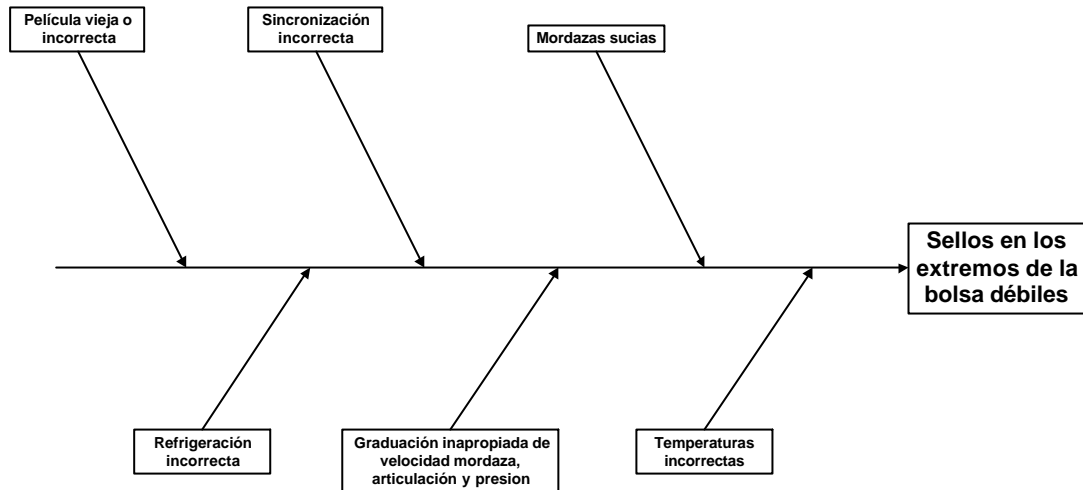 Película vieja o
incorrecta
Sincronización
incorrecta
Mordazas sucias
Sellos en los
extremos de la
bolsa débiles
Refrigeración
incorrecta
Graduación inapropiada de
velocidad mordaza,
articulación y presion
Temperaturas
incorrectas